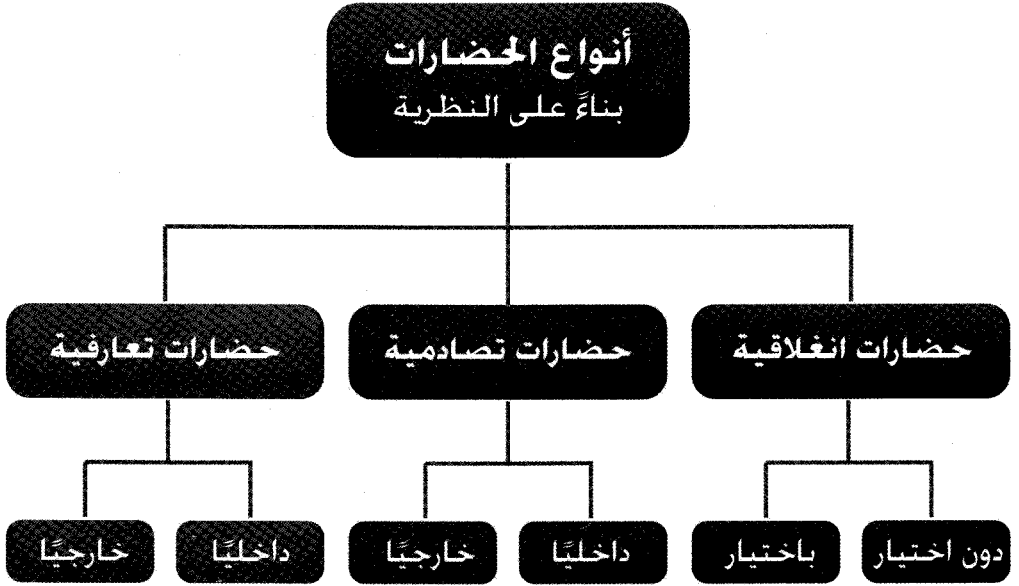 أنواع الحضارات
بناءً على النظرية
حضارات انغلاقية
حضارات تصادمية
حضارات تعارفية
دون اختيار
باختيار
داخليًا
خارجيًا
داخليًا
خارجيًا